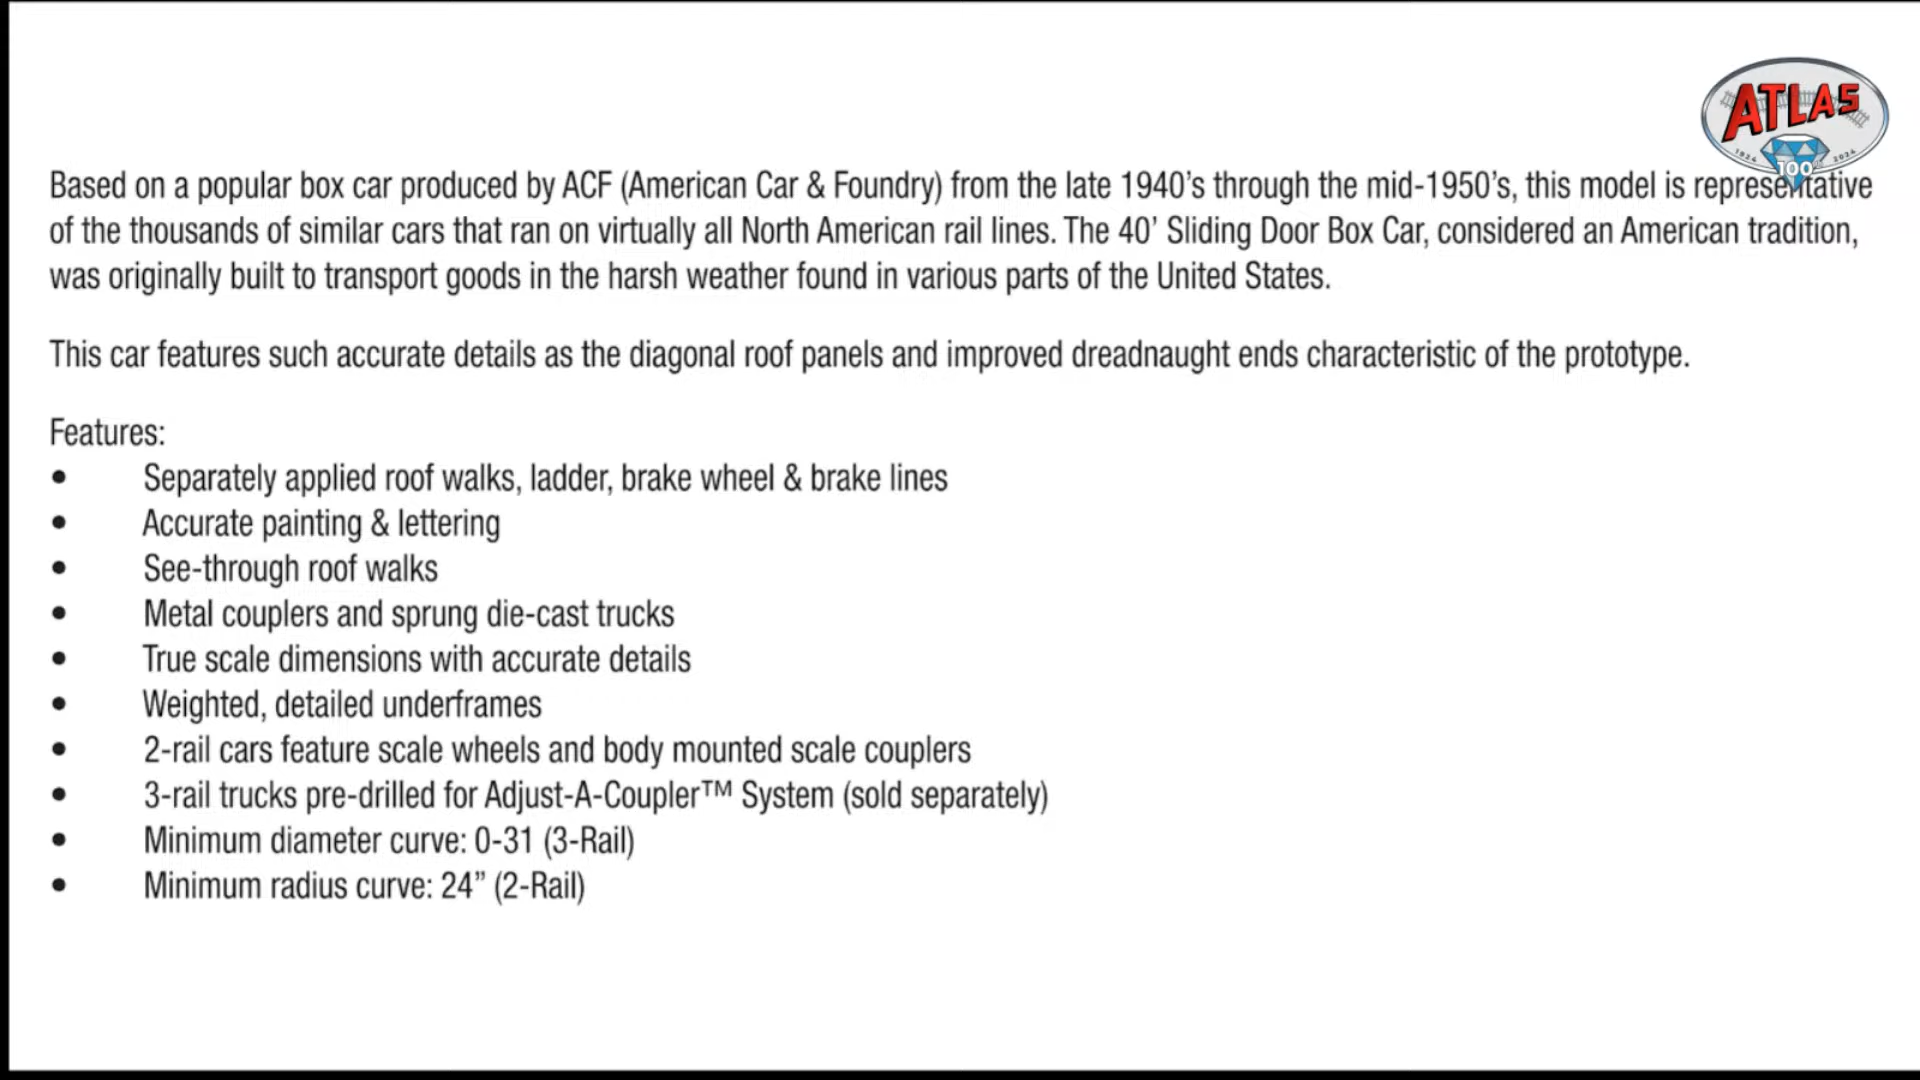 ATLAS
1924 100 2024
Based on a popular box car produced by ACF (American Car & Foundry) from the late 1940’s through the mid-1950’s, this model is representative
of the thousands of similar cars that ran on virtually all North American rail lines. The 40’ Sliding Door Box Car, considered an American tradition,
was originally built to transport goods in the harsh weather found in various parts of the United States.
This car features such accurate details as the diagonal roof panels and improved dreadnaught ends characteristic of the prototype.
Features:
• Separately applied roof walks, ladder, brake wheel & brake lines
• Accurate painting & lettering
• See-through roof walks
• Metal couplers and sprung die-cast trucks
• True scale dimensions with accurate details
• Weighted, detailed underframes
• 2-rail cars feature scale wheels and body mounted scale couplers
• 3-rail trucks pre-drilled for Adjust-A-Coupler™ System (sold separately)
• Minimum diameter curve: 0-31 (3-Rail)
• Minimum radius curve: 24” (2-Rail)